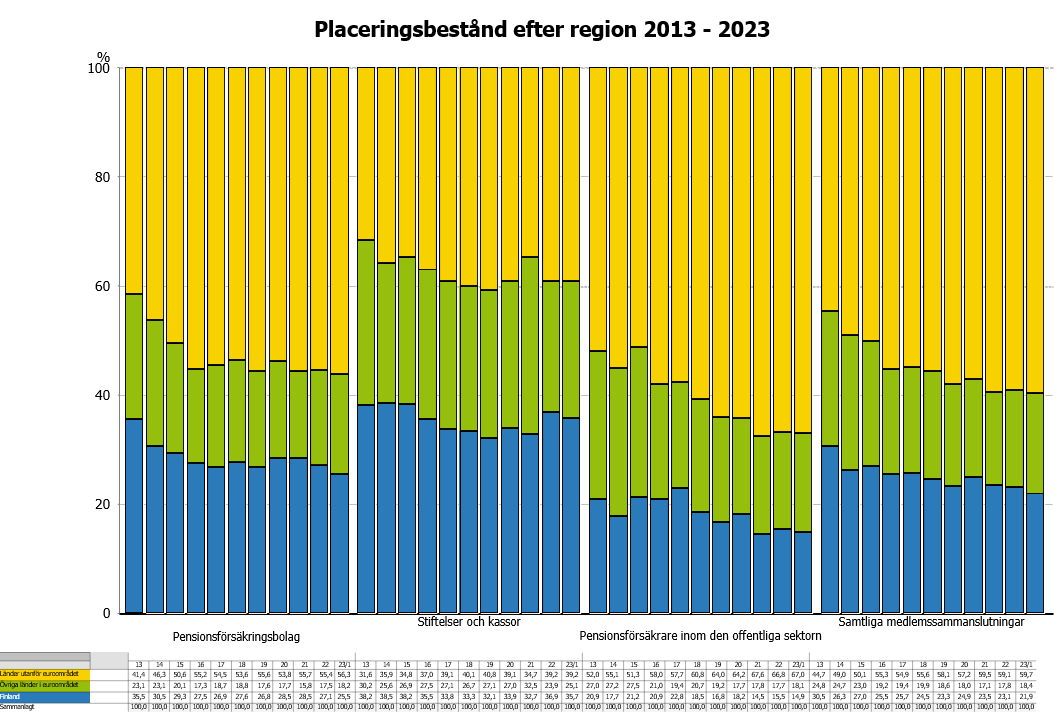 Placeringsbestånd efter region 2013 - 2023
%
100
80
60
40
20
0
Pensionsförsäkringsbolag
Stiftelser och kassor
Pensionsförsäkrare inom den offentliga sektorn
Samtliga medlemssammanslutningar
13 14 15 16 17 18 19 20 21 22 23/1 13 14 15 16 17 18 19 20 21 22 23/1 13 14 15 16 17 18 19 20 21 22 23/1 13 14 15 16 17 18 19 20 21 22 23/1
Länder utanför euroområdet 41,4 46,3 50,6 55,2 54,5 53,6 55,6 53,8 55,7 55,4 56,3 31,6 35,9 34,8 37,0 39,1 40,1 40,8 39,1 34,7 39,2 39,2 52,0 55,1 51,3 58,0 57,7 60,8 64,0 64,2 67,6 66,8 67,0 44,7 49,0 50,1 55,3 54,9 55,6 58,1 57,2 59,5 59,1 59,7
Övriga länder i euroområdet 23,1 23,1 20,1 17,3 18,7 18,8 17,6 17,7 15,8 17,5 18,2 30,2 25,6 26,9 27,5 27,1 26,7 27,1 27,0 32,5 23,9 25,1 27,0 27,2 27,5 21,0 19,4 20,7 19,2 17,7 17,8 17,7 18,1 24,8 24,7 23,0 19,2 19,4 19,9 18,6 18,0 17,1 17,8 18,4
Finland 35,5 30,5 29,3 27,5 26,9 27,6 26,8 28,5 28,5 27,1 25,5 38,2 38,5 38,2 35,5 33,8 33,3 32,1 33,9 32,7 36,9 35,7 20,9 17,7 21,2 20,9 22,8 18,5 16,8 18,2 14,5 15,5 14,9 30,5 26,3 27,0 25,5 25,7 24,5 23,3 24,9 23,5 23,1 21,9
Sammanlagt 100,0 100,0 100,0 100,0 100,0 100,0 100,0 100,0 100,0 100,0 100,0 100,0 100,0 100,0 100,0 100,0 100,0 100,0 100,0 100,0 100,0 100,0 100,0 100,0 100,0 100,0 100,0 100,0 100,0 100,0 100,0 100,0 100,0 100,0 100,0 100,0 100,0 100,0 100,0 100,0 100,0 100,0 100,0 100,0